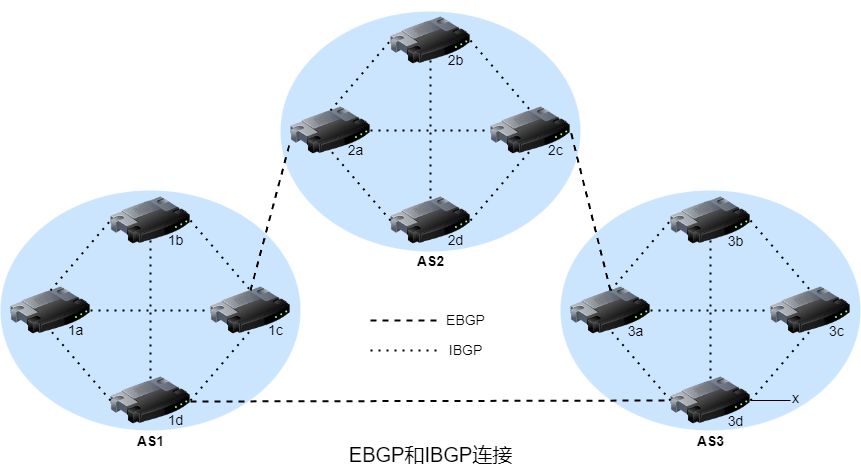 2b
2a
2c
2d
AS2
1b
1a
1c
1d
AS1
3b
3a
3c
3d
x
AS3
EBGP
IBGP
EBGP和IBGP连接